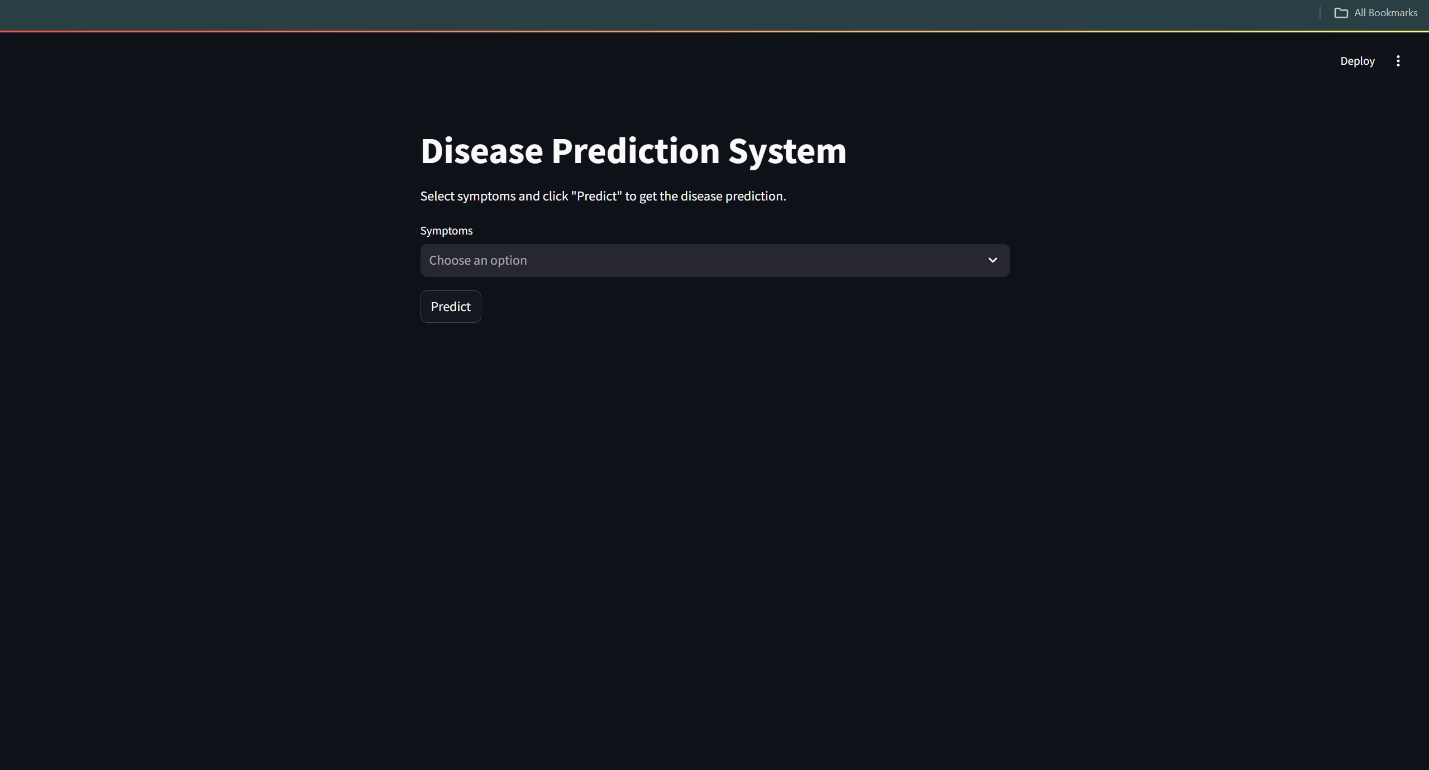 All Bookmarks
Deploy
Disease Prediction System
Select symptoms and click "Predict" to get the disease prediction.
Symptoms
Choose an option
Predict